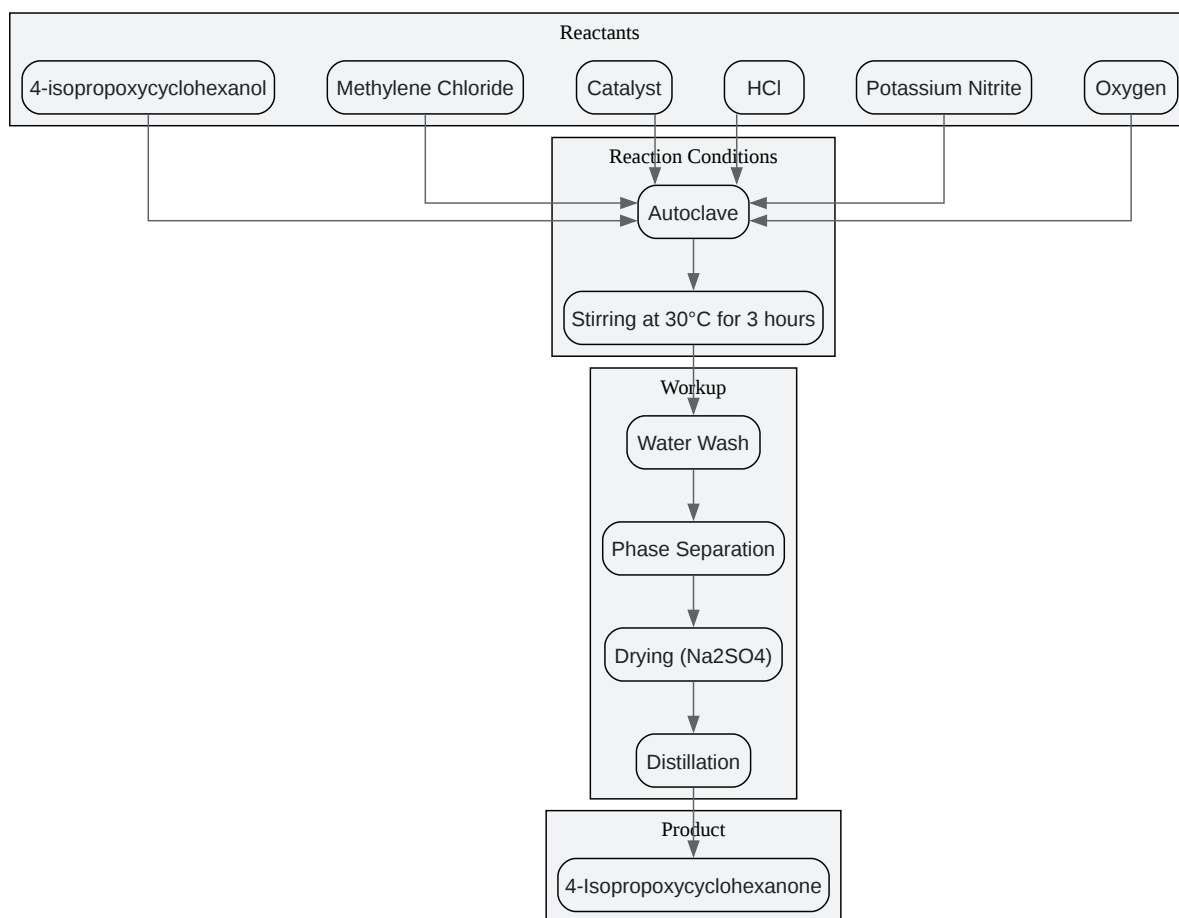 Reactants
4-isopropoxycyclohexanol
Methylene Chloride
Catalyst
HCl
Potassium Nitrite
Oxygen
Reaction Conditions
Autoclave
Stirring at 30°C for 3 hours
Workup
Water Wash
Phase Separation
Drying (Na2SO4)
Distillation
Product
4-Isopropoxycyclohexanone